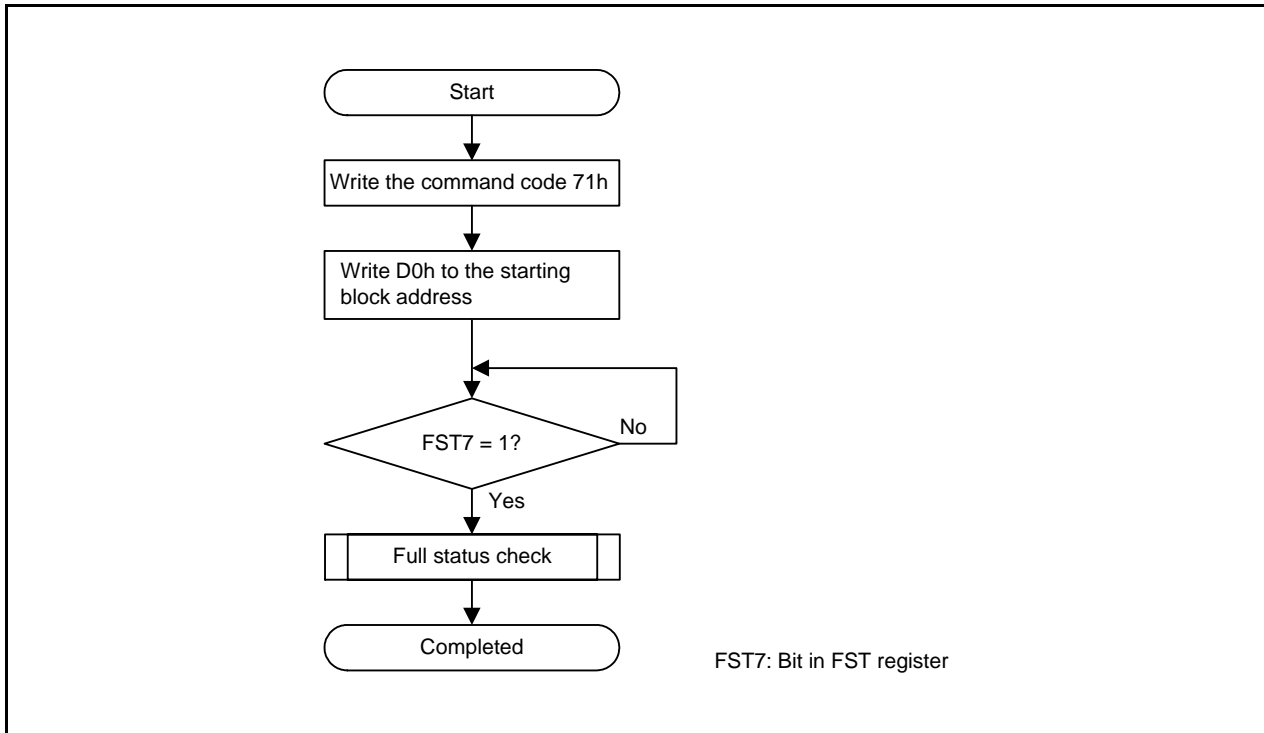 Start
Write the command code 71h
Write D0h to the starting
block address
FST7 = 1?
No
Yes
Full status check
Completed
FST7: Bit in FST register